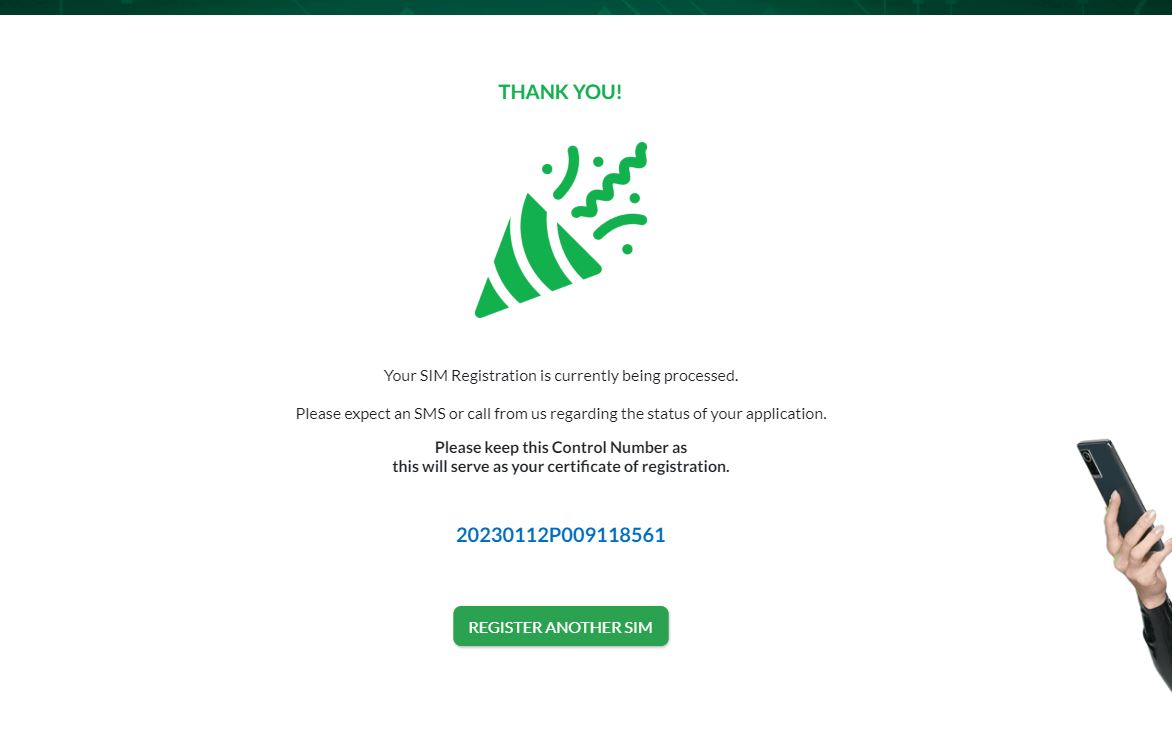 THANK YOU!
Your SIM Registration is currently being processed.
Please expect an SMS or call from us regarding the status of your application.
Please keep this Control Number as
this will serve as your certificate of registration.
20230112P009118561
REGISTER ANOTHER SIM